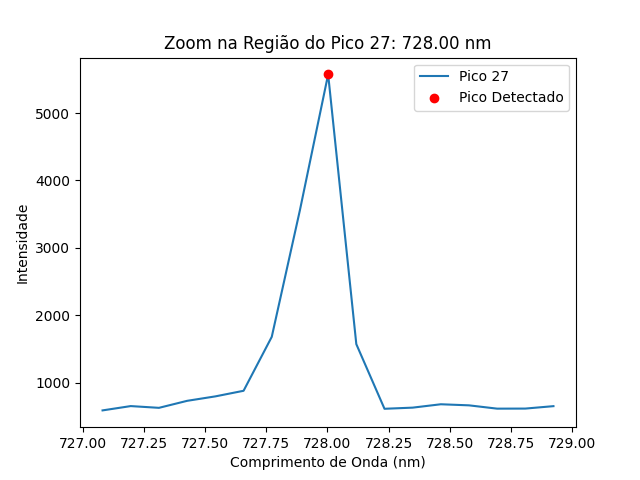 Zoom na Região do Pico 27: 728.00 nm
Pico 27
Pico Detectado
Intensidade
5000
4000
3000
2000
1000
727.00 727.25 727.50 727.75 728.00 728.25 728.50 728.75 729.00
Comprimento de Onda (nm)